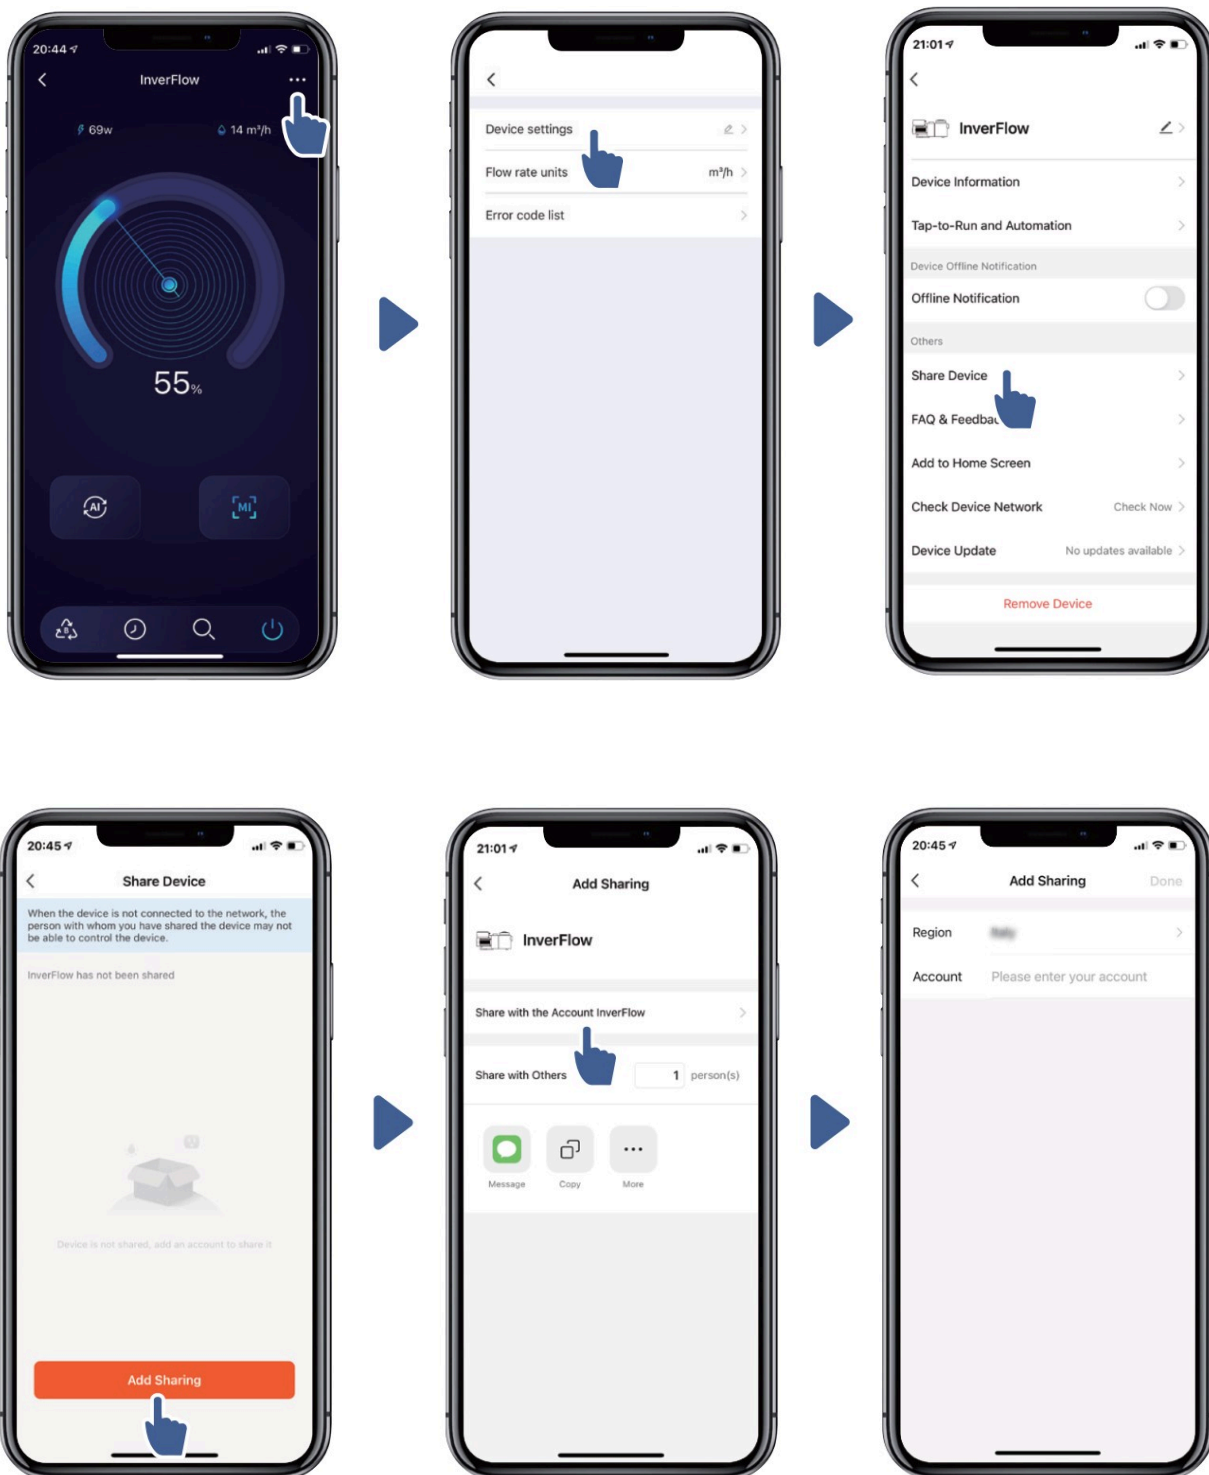 20:44
InverFlow
69w
14 m³/h
55%
AI
MI
B
Device settings
Flow rate units
m³/h
Error code list
21:01
InverFlow
Device Information
Tap-to-Run and Automation
Device Offline Notification
Offline Notification
Others
Share Device
FAQ & Feedbac
Add to Home Screen
Check Device Network
Check Now
Device Update
No updates available
Remove Device
20:45
Share Device
When the device is not connected to the network, the
person with whom you have shared the device may not
be able to control the device.
InverFlow has not been shared
Device is not shared, add an account to share it
Add Sharing
21:01
Add Sharing
InverFlow
Share with the Account InverFlow
Share with Others
1 person(s)
Message
Copy
More
20:45
Add Sharing
Done
Region
Italy
Account
Please enter your account